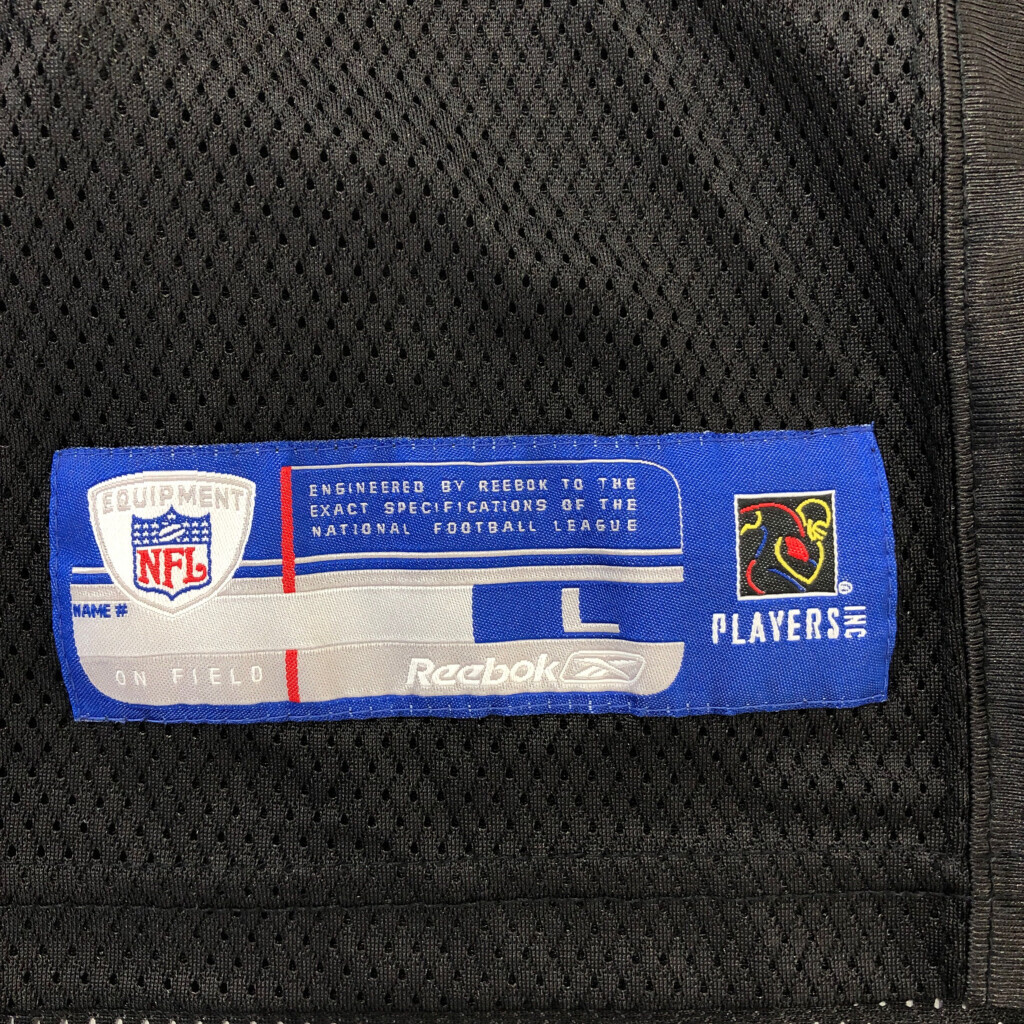 EQUIPMENT
NFL
ENGINEERED BY REEBOK TO THE
EXACT SPECIFICATIONS OF THE
NATIONAL FOOTBALL LEAGUE
NAME #
L
ON FIELD
Reebok
PLAYERS INC